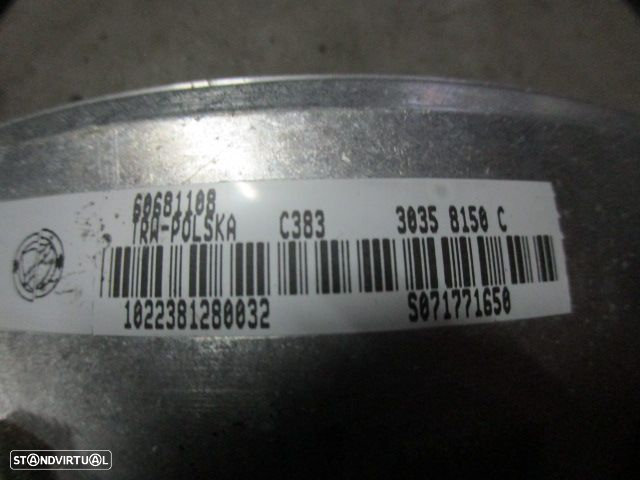 60681108
TRW-POLSKA C383 3035 8150 C
1022381280032 S071771650
STANDVIRTUAL